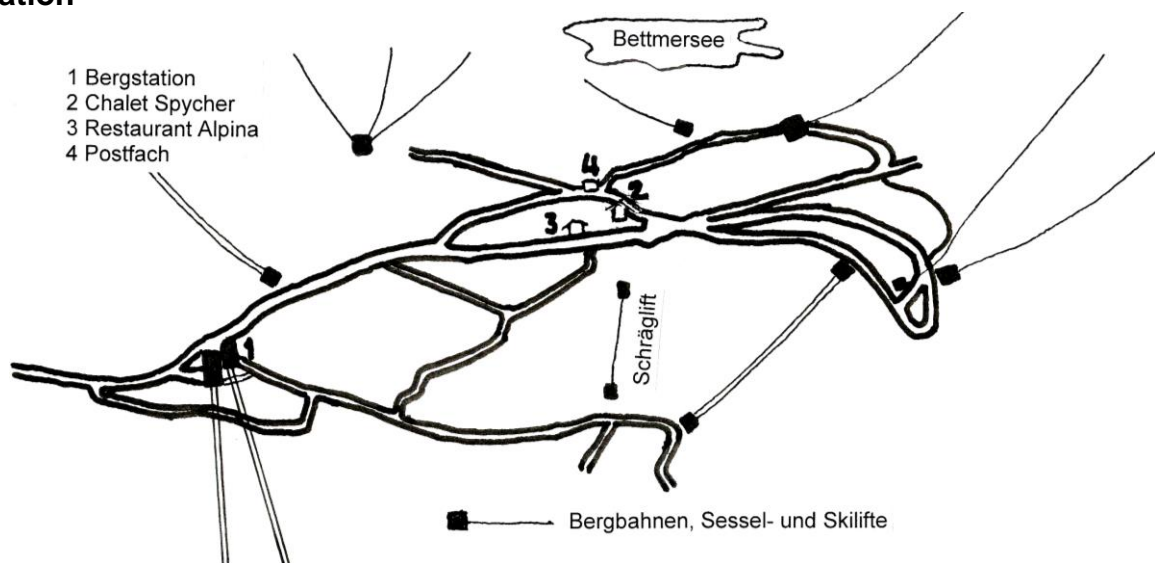 Bettmersee
1 Bergstation
2 Chalet Spycher
3 Restaurant Alpina
4 Postfach
4
2
3
1
Schräglift
Bergbahnen, Sessel- und Skilifte